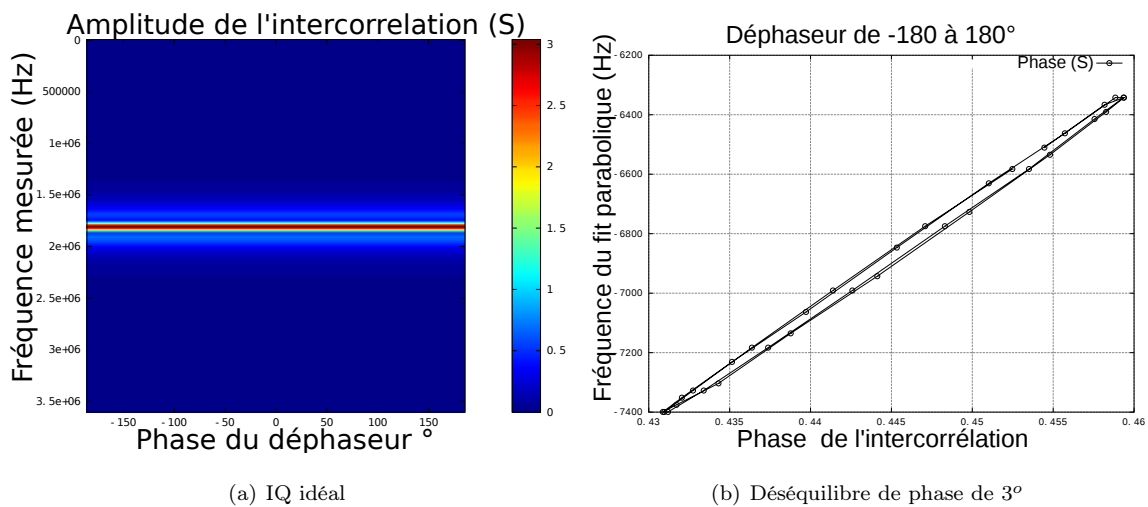 Amplitude de l'intercorrelation (S)
Fréquence mesurée (Hz)
0
500000
1e+06
1.5e+06
2e+06
2.5e+06
3e+06
3.5e+06
-150
-100
-50
0
50
100
150
Phase du déphaseur °
3
2.5
2
1.5
1
0.5
0
(a) IQ idéal
Déphaseur de -180 à 180°
Phase (S)
Fréquence du fit parabolique (Hz)
-6200
-6400
-6600
-6800
-7000
-7200
-7400
0.43
0.435
0.44
0.445
0.45
0.455
0.46
Phase de l'intercorrélation
(b) Déséquilibre de phase de 3°